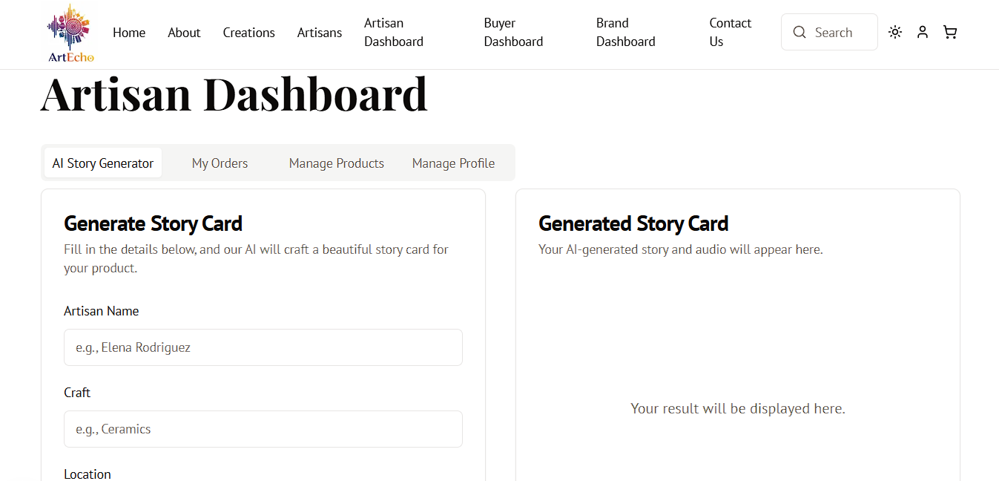 ArtEcho
Home
About
Creations
Artisans
Artisan
Dashboard
Buyer
Dashboard
Brand
Dashboard
Contact
Us
Search
Artisan Dashboard
AI Story Generator
My Orders
Manage Products
Manage Profile
Generate Story Card
Fill in the details below, and our AI will craft a beautiful story card for
your product.
Artisan Name
e.g., Elena Rodriguez
Craft
e.g., Ceramics
Location
Generated Story Card
Your AI-generated story and audio will appear here.
Your result will be displayed here.